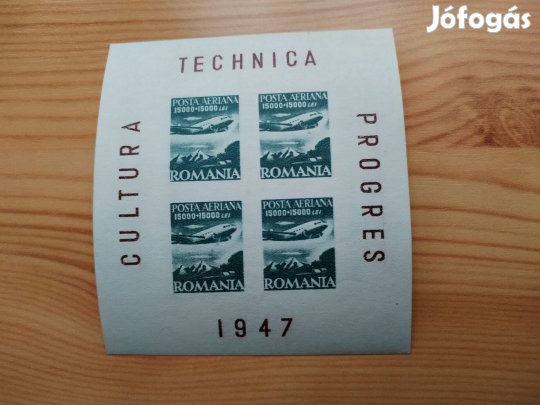 Jófogás
TECHNICA
CULTURA
PROGRES
POSTA AERIANA
15000+15000 LEI
ROMANIA
POSTA AERIANA
15000+15000 LEI
ROMANIA
POSTA AERIANA
15000+15000 LEI
ROMANIA
POSTA AERIANA
15000+15000 LEI
ROMANIA
1947